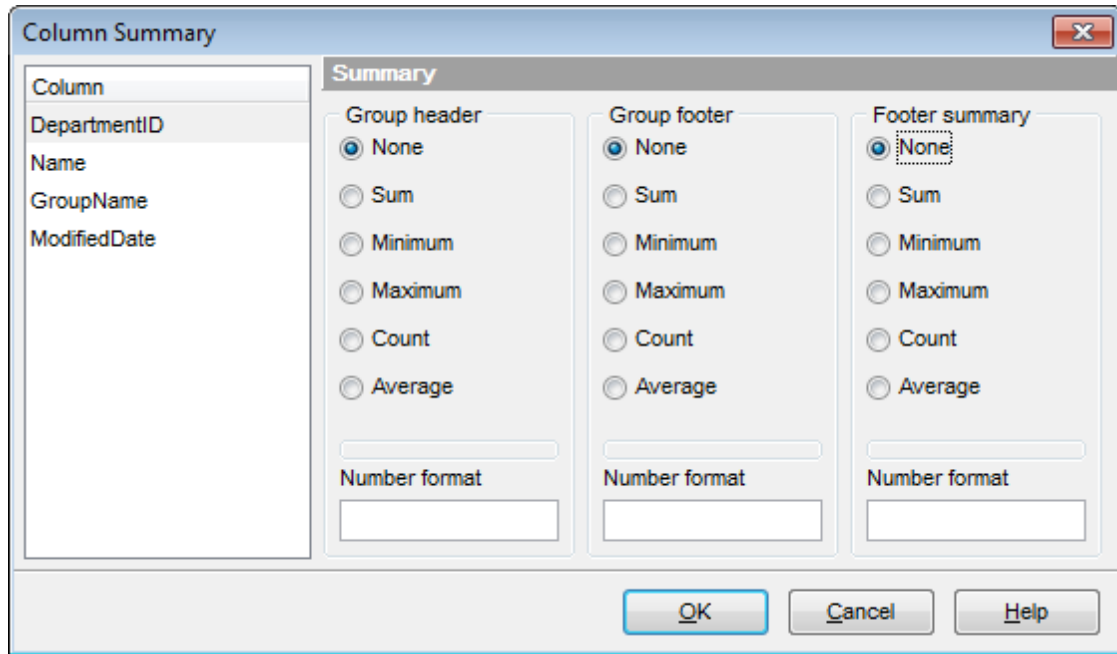 Column Summary
Column
DepartmentID
Name
GroupName
ModifiedDate
Summary
Group header
None
Sum
Minimum
Maximum
Count
Average
Number format
Group footer
None
Sum
Minimum
Maximum
Count
Average
Number format
Footer summary
None
Sum
Minimum
Maximum
Count
Average
Number format
OK
Cancel
Help